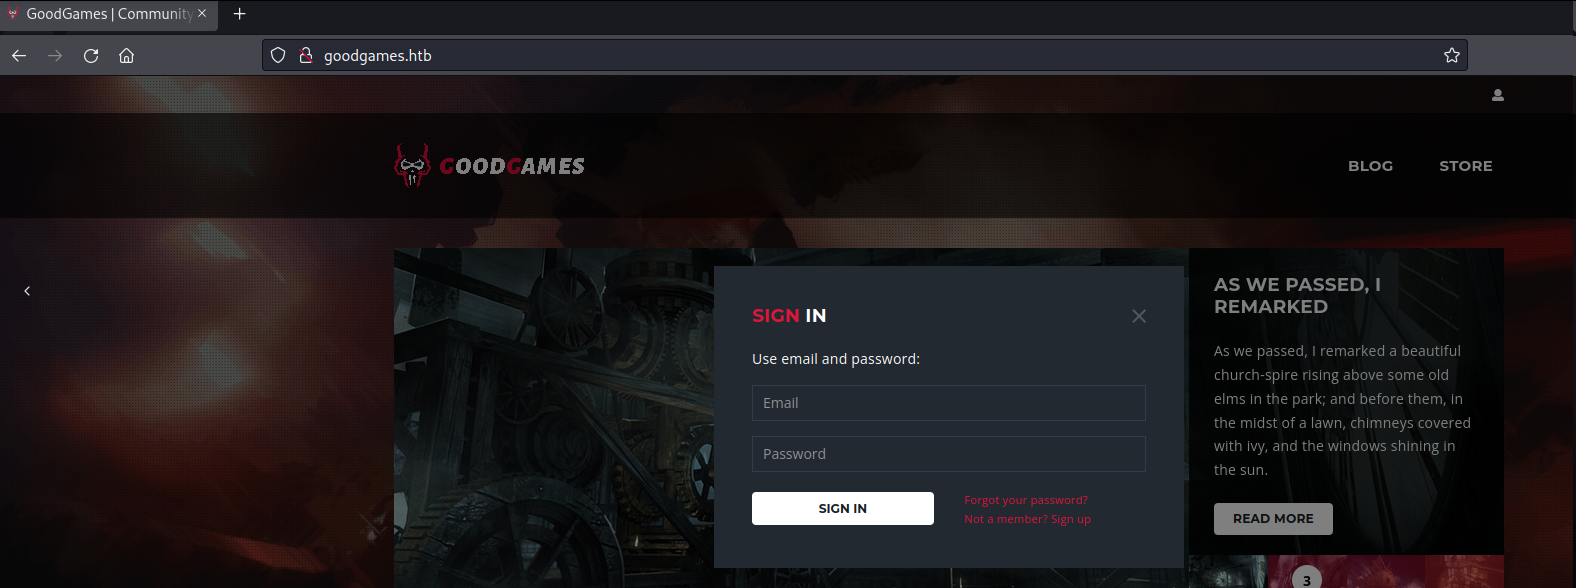 GoodGames | Community
goodgames.htb
GOODGAMES
BLOG
STORE
SIGN IN
Use email and password:
Email
Password
SIGN IN
Forgot your password?
Not a member? Sign up
AS WE PASSED, I
REMARKED
As we passed, I remarked a beautiful
church-spire rising above some old
elms in the park; and before them, in
the midst of a lawn, chimneys covered
with ivy, and the windows shining in
the sun.
READ MORE
3